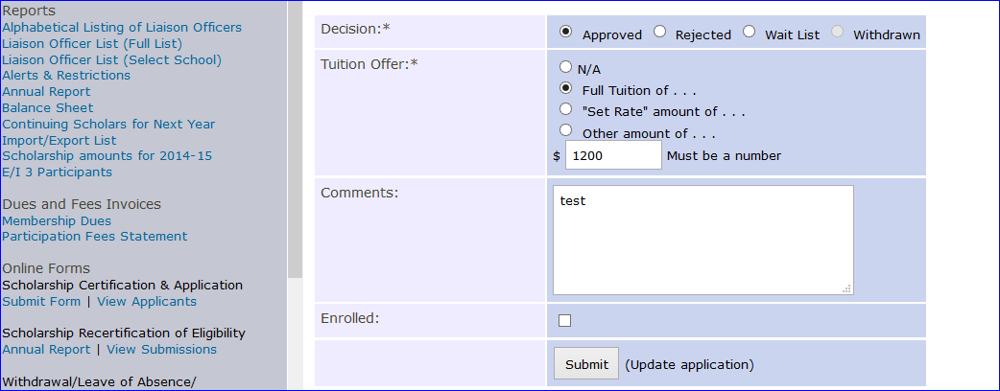 Reports
Alphabetical Listing of Liaison Officers
Liaison Officer List (Full List)
Liaison Officer List (Select School)
Alerts & Restrictions
Annual Report
Balance Sheet
Continuing Scholars for Next Year
Import/Export List
Scholarship amounts for 2014-15
E/I 3 Participants
Dues and Fees Invoices
Membership Dues
Participation Fees Statement
Online Forms
Scholarship Certification & Application
Submit Form | View Applicants
Scholarship Recertification of Eligibility
Annual Report | View Submissions
Withdrawal/Leave of Absence/
Decision:* Approved Rejected Wait List Withdrawn
Tuition Offer:* N/A
Full Tuition of . . .
"Set Rate" amount of . . .
Other amount of . . .
$ 1200 Must be a number
Comments: test
Enrolled:
Submit (Update application)